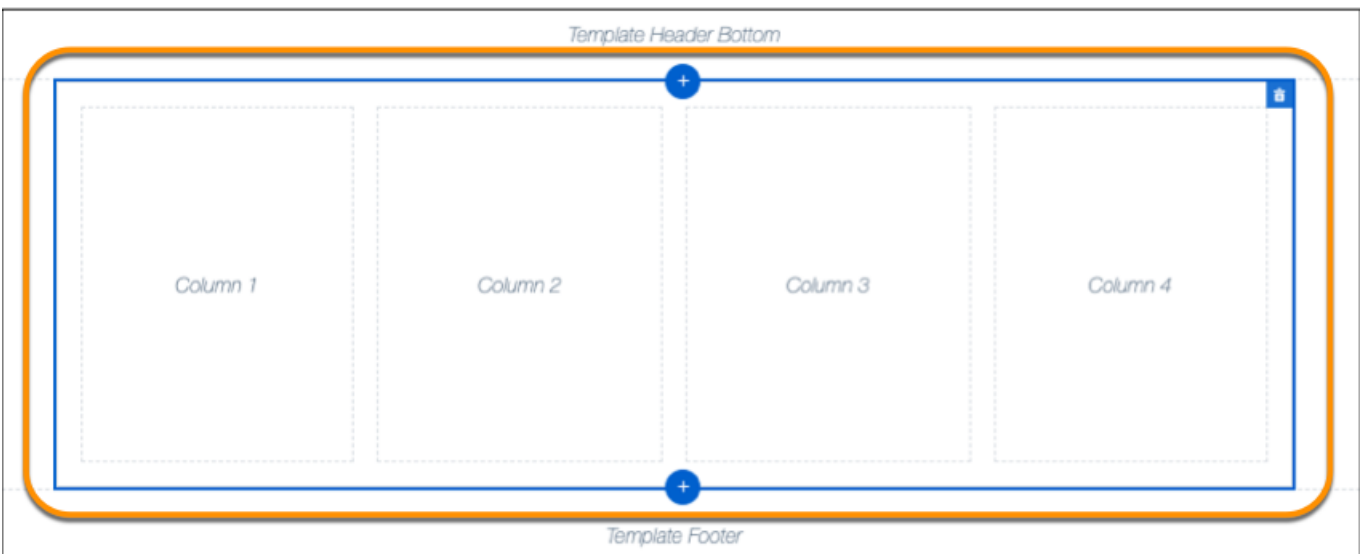 Template Header Bottom
Column 1
Column 2
Column 3
Column 4
Template Footer